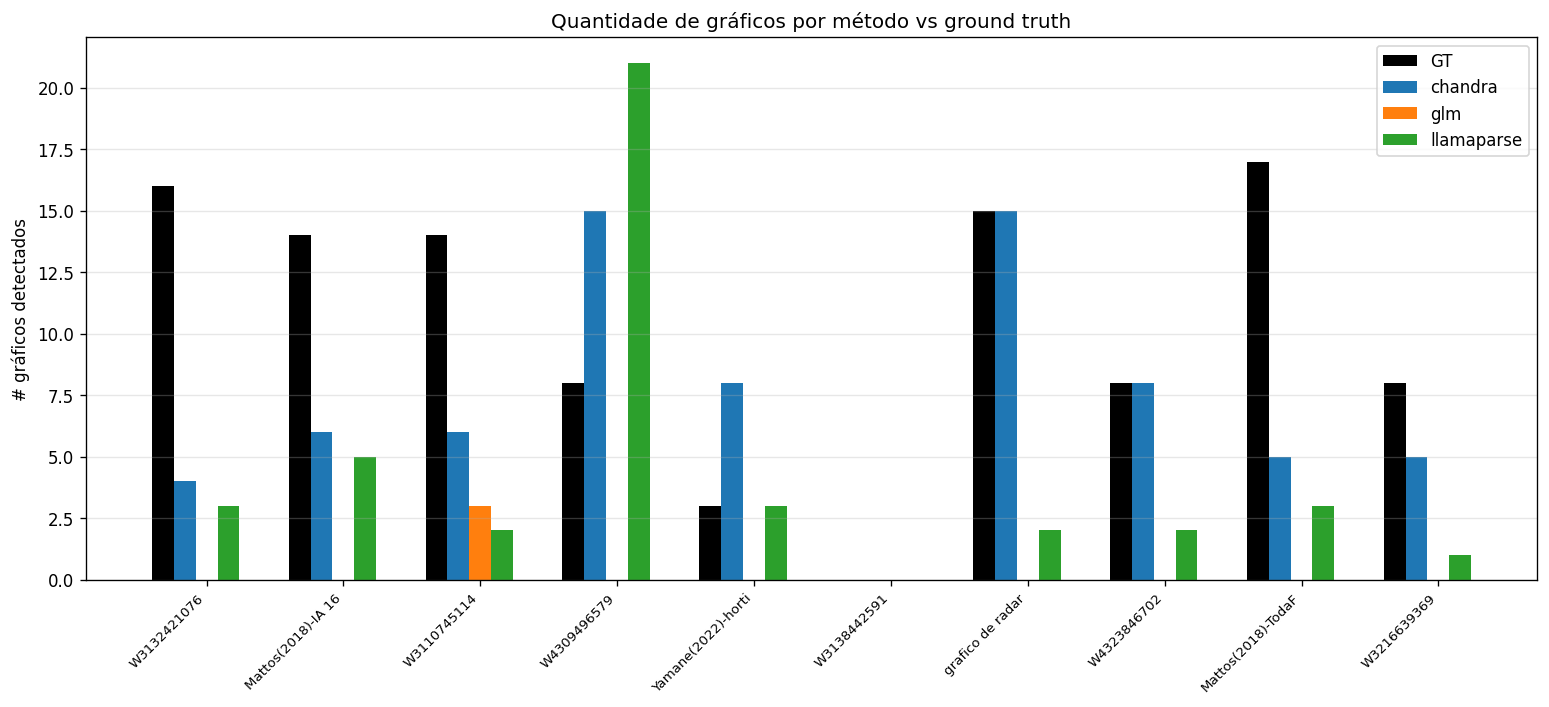 Quantidade de gráficos por método vs ground truth
GT
chandra
glm
llamaparse
# gráficos detectados
20.0
17.5
15.0
12.5
10.0
7.5
5.0
2.5
0.0
W3132421076
Mattos(2018)-IA 16
W3110745114
W4309496579
Yamane(2022)-horti
W3138442591
grafico de radar
W4323846702
Mattos(2018)-TodaF
W3216639369